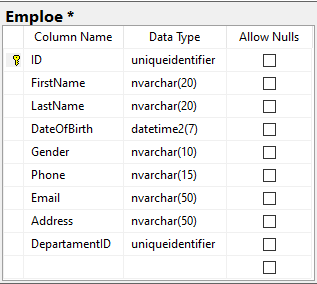 Emploe *
Column Name Data Type Allow Nulls
ID uniqueidentifier
FirstName nvarchar(20)
LastName nvarchar(20)
DateOfBirth datetime2(7)
Gender nvarchar(10)
Phone nvarchar(15)
Email nvarchar(50)
Address nvarchar(50)
DepartamentID uniqueidentifier